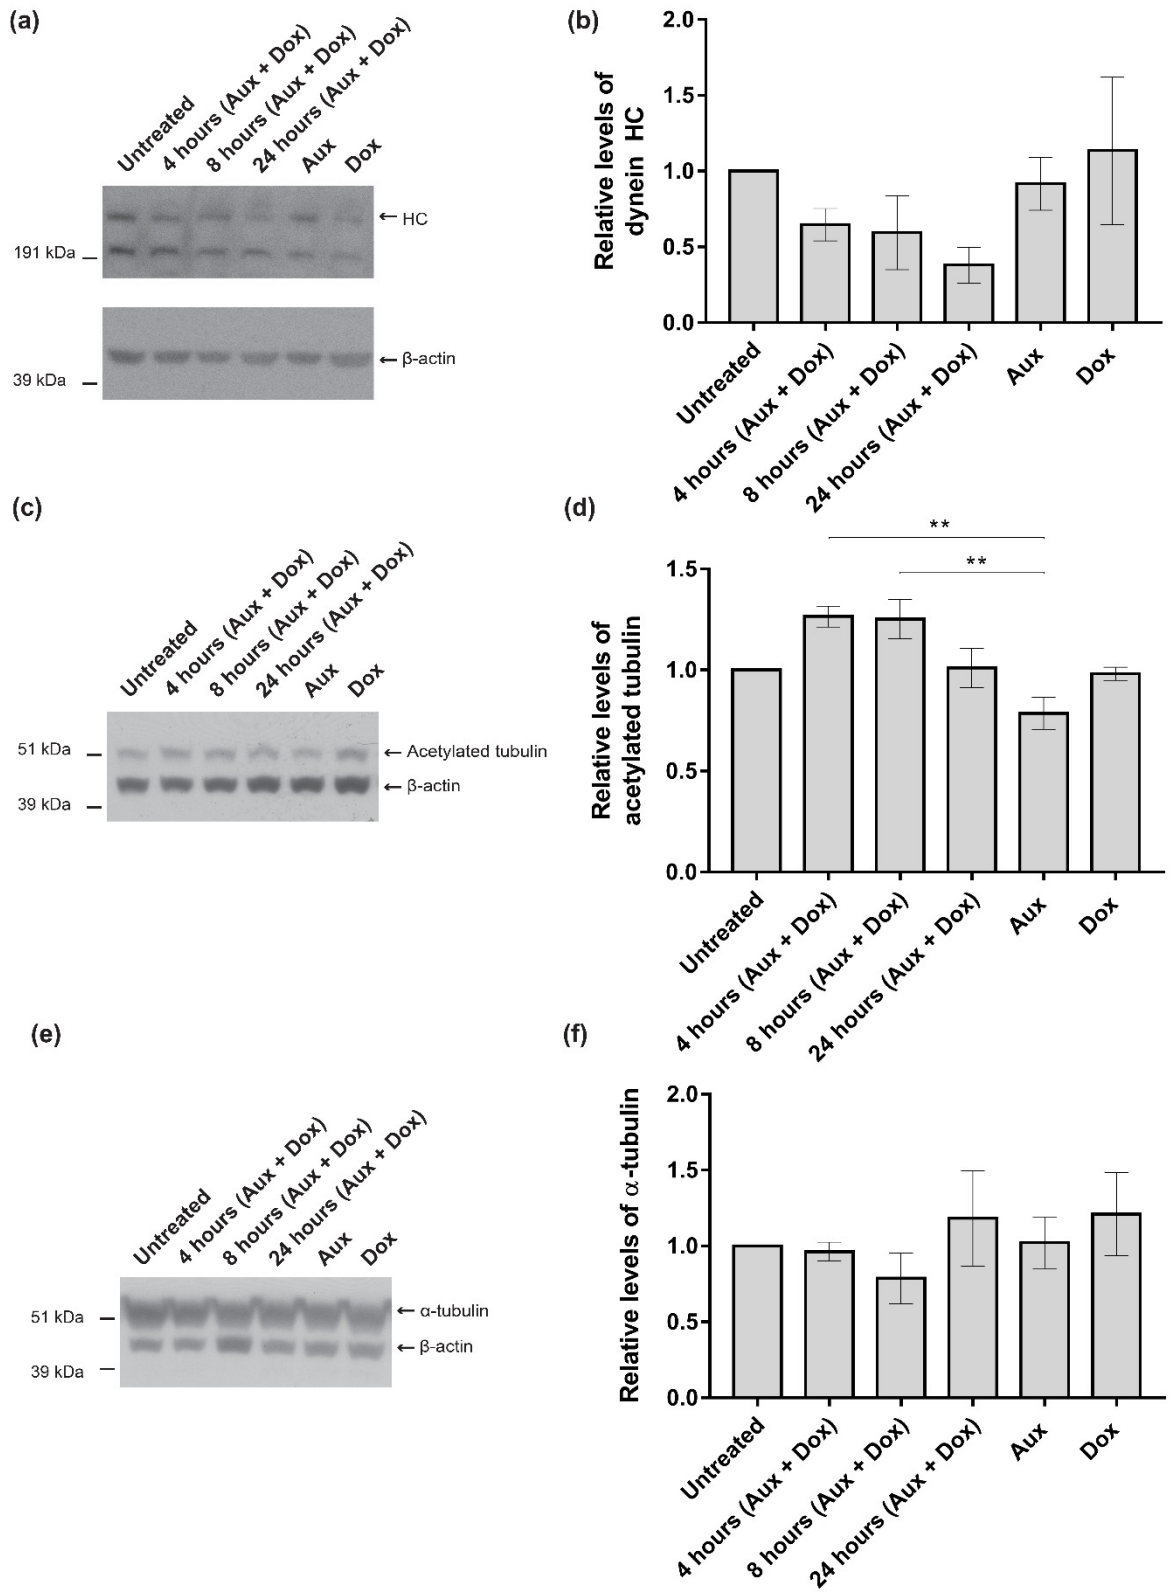 (a)
Untreated
4 hours (Aux + Dox)
8 hours (Aux + Dox)
24 hours (Aux + Dox)
Aux
Dox
← HC
191 kDa
← β-actin
39 kDa
(b)
Relative levels of
dynein HC
2.0
1.5
1.0
0.5
0.0
Untreated
4 hours (Aux + Dox)
8 hours (Aux + Dox)
24 hours (Aux + Dox)
Aux
Dox
(c)
Untreated
4 hours (Aux + Dox)
8 hours (Aux + Dox)
24 hours (Aux + Dox)
Aux
Dox
51 kDa
← Acetylated tubulin
← β-actin
39 kDa
(d)
**
**
Relative levels of
acetylated tubulin
1.5
1.0
0.5
0.0
Untreated
4 hours (Aux + Dox)
8 hours (Aux + Dox)
24 hours (Aux + Dox)
Aux
Dox
(e)
Untreated
4 hours (Aux + Dox)
8 hours (Aux + Dox)
24 hours (Aux + Dox)
Aux
Dox
← α-tubulin
51 kDa
← β-actin
39 kDa
(f)
Relative levels of α-tubulin
2.0
1.5
1.0
0.5
0.0
Untreated
4 hours (Aux + Dox)
8 hours (Aux + Dox)
24 hours (Aux + Dox)
Aux
Dox